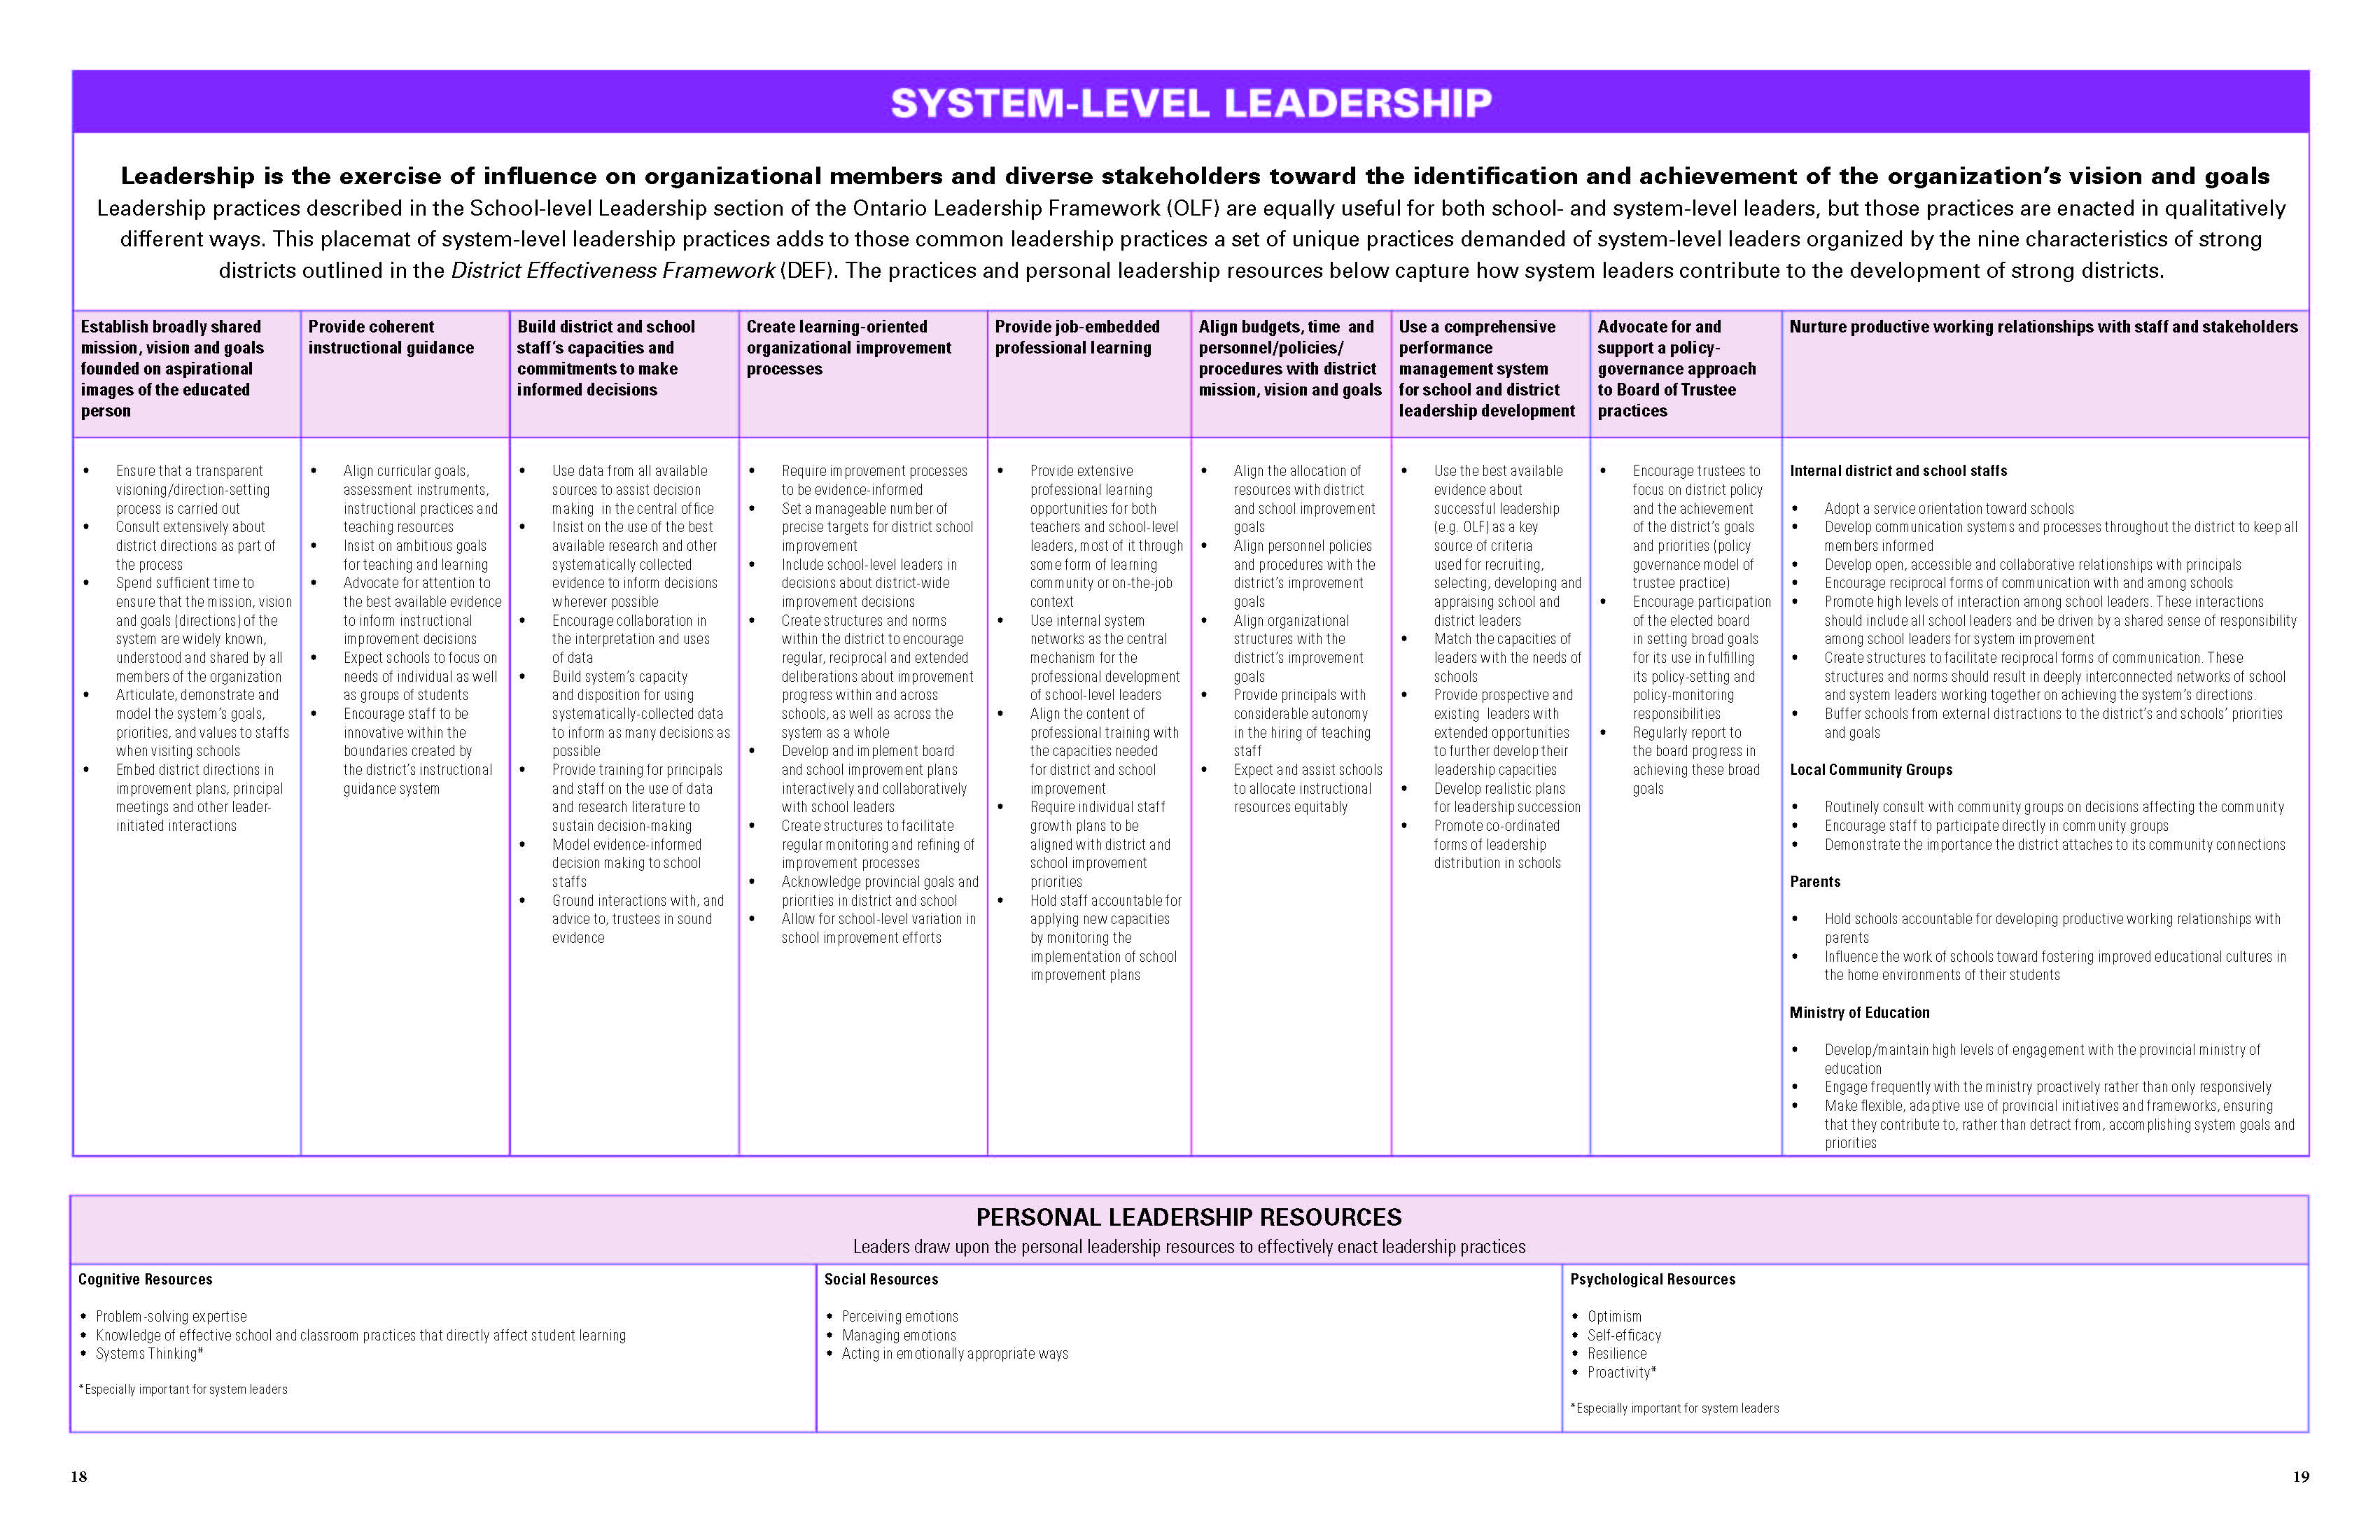 SYSTEM-LEVEL LEADERSHIP
Leadership is the exercise of influence on organizational members and diverse stakeholders toward the identification and achievement of the organization's vision and goals
Leadership practices described in the School-level Leadership section of the Ontario Leadership Framework (OLF) are equally useful for both school- and system-level leaders, but those practices are enacted in qualitatively
different ways. This placemat of system-level leadership practices adds to those common leadership practices a set of unique practices demanded of system-level leaders organized by the nine characteristics of strong
districts outlined in the District Effectiveness Framework (DEF). The practices and personal leadership resources below capture how system leaders contribute to the development of strong districts.
Establish broadly shared
mission, vision and goals
founded on aspirational
images of the educated
person
• Ensure that a transparent
visioning/direction-setting
process is carried out
• Consult extensively about
district directions as part of
the process
• Spend sufficient time to
ensure that the mission, vision
and goals (directions) of the
system are widely known,
understood and shared by all
members of the organization
• Articulate, demonstrate and
model the system's goals,
priorities, and values to staffs
when visiting schools
• Embed district directions in
improvement plans, principal
meetings and other leader-
initiated interactions
Provide coherent
instructional guidance
• Align curricular goals,
assessment instruments,
instructional practices and
teaching resources
• Insist on ambitious goals
for teaching and learning
• Advocate for attention to
the best available evidence
to inform instructional
improvement decisions
• Expect schools to focus on
needs of individual as well
as groups of students
• Encourage staff to be
innovative within the
boundaries created by
the district's instructional
guidance system
Build district and school
staff's capacities and
commitments to make
informed decisions
• Use data from all available
sources to assist decision
making in the central office
• Insist on the use of the best
available research and other
systematically collected
evidence to inform decisions
wherever possible
• Encourage collaboration in
the interpretation and uses
of data
• Build system's capacity
and disposition for using
systematically-collected data
to inform as many decisions as
possible
• Provide training for principals
and staff on the use of data
and research literature to
sustain decision-making
• Model evidence-informed
decision making to school
staffs
• Ground interactions with, and
advice to, trustees in sound
evidence
Create learning-oriented
organizational improvement
processes
• Require improvement processes
to be evidence-informed
• Set a manageable number of
precise targets for district school
improvement
• Include school-level leaders in
decisions about district-wide
improvement decisions
• Create structures and norms
within the district to encourage
regular, reciprocal and extended
deliberations about improvement
progress within and across
schools, as well as across the
system as a whole
• Develop and implement board
and school improvement plans
interactively and collaboratively
with school leaders
• Create structures to facilitate
regular monitoring and refining of
improvement processes
• Acknowledge provincial goals and
priorities in district and school
• Allow for school-level variation in
school improvement efforts
Provide job-embedded
professional learning
• Provide extensive
professional learning
opportunities for both
teachers and school-level
leaders, most of it through
some form of learning
community or on-the-job
context
• Use internal system
networks as the central
mechanism for the
professional development
of school-level leaders
• Align the content of
professional training with
the capacities needed
for district and school
improvement
• Require individual staff
growth plans to be
aligned with district and
school improvement
priorities
• Hold staff accountable for
applying new capacities
by monitoring the
implementation of school
improvement plans
Align budgets, time and
personnel/policies/
procedures with district
mission, vision and goals
• Align the allocation of
resources with district
and school improvement
goals
• Align personnel policies
and procedures with the
district's improvement
goals
• Align organizational
structures with the
district's improvement
goals
• Provide principals with
considerable autonomy
in the hiring of teaching
staff
• Expect and assist schools
to allocate instructional
resources equitably
Use a comprehensive
performance
management system
for school and district
leadership development
• Use the best available
evidence about
successful leadership
(e.g. OLF) as a key
source of criteria
used for recruiting,
selecting, developing and
appraising school and
district leaders
• Match the capacities of
leaders with the needs of
schools
• Provide prospective and
existing leaders with
extended opportunities
to further develop their
leadership capacities
• Develop realistic plans
for leadership succession
• Promote co-ordinated
forms of leadership
distribution in schools
Advocate for and
support a policy-
governance approach
to Board of Trustee
practices
• Encourage trustees to
focus on district policy
and the achievement
of the district's goals
and priorities (policy
governance model of
trustee practice)
• Encourage participation
of the elected board
in setting broad goals
for its use in fulfilling
its policy-setting and
policy-monitoring
responsibilities
• Regularly report to
the board progress in
achieving these broad
goals
Nurture productive working relationships with staff and stakeholders
Internal district and school staffs
• Adopt a service orientation toward schools
• Develop communication systems and processes throughout the district to keep all
members informed
• Develop open, accessible and collaborative relationships with principals
• Encourage reciprocal forms of communication with and among schools
• Promote high levels of interaction among school leaders. These interactions
should include all school leaders and be driven by a shared sense of responsibility
among school leaders for system improvement
• Create structures to facilitate reciprocal forms of communication. These
structures and norms should result in deeply interconnected networks of school
and system leaders working together on achieving the system's directions.
• Buffer schools from external distractions to the district's and schools' priorities
and goals
Local Community Groups
• Routinely consult with community groups on decisions affecting the community
• Encourage staff to participate directly in community groups
• Demonstrate the importance the district attaches to its community connections
Parents
• Hold schools accountable for developing productive working relationships with
parents
• Influence the work of schools toward fostering improved educational cultures in
the home environments of their students
Ministry of Education
• Develop/maintain high levels of engagement with the provincial ministry of
education
• Engage frequently with the ministry proactively rather than only responsively
• Make flexible, adaptive use of provincial initiatives and frameworks, ensuring
that they contribute to, rather than detract from, accomplishing system goals and
priorities
PERSONAL LEADERSHIP RESOURCES
Leaders draw upon the personal leadership resources to effectively enact leadership practices
Cognitive Resources
• Problem-solving expertise
• Knowledge of effective school and classroom practices that directly affect student learning
• Systems Thinking*
*Especially important for system leaders
Social Resources
• Perceiving emotions
• Managing emotions
• Acting in emotionally appropriate ways
Psychological Resources
• Optimism
• Self-efficacy
• Resilience
• Proactivity*
*Especially important for system leaders
18
19